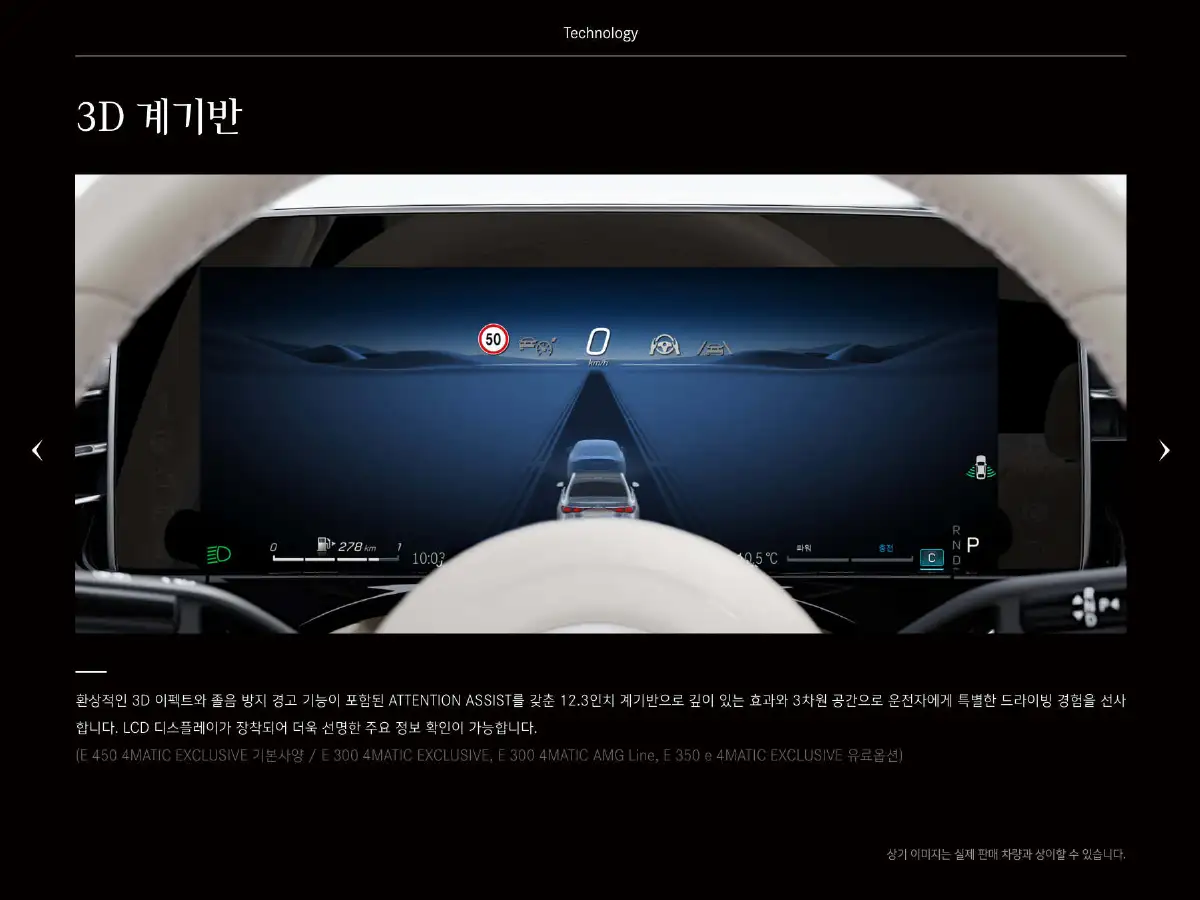 Technology
3D 계기반
50
0
km/h
0
278 km
1
10:03
0.5 °C
파워
충전
C
R
N
D
P
환상적인 3D 이펙트와 졸음 방지 경고 기능이 포함된 ATTENTION ASSIST를 갖춘 12.3인치 계기반으로 깊이 있는 효과와 3차원 공간으로 운전자에게 특별한 드라이빙 경험을 선사
합니다. LCD 디스플레이가 장착되어 더욱 선명한 주요 정보 확인이 가능합니다.
(E 450 4MATIC EXCLUSIVE 기본사양 / E 300 4MATIC EXCLUSIVE, E 300 4MATIC AMG Line, E 350 e 4MATIC EXCLUSIVE 유료옵션)
상기 이미지는 실제 판매 차량과 상이할 수 있습니다.